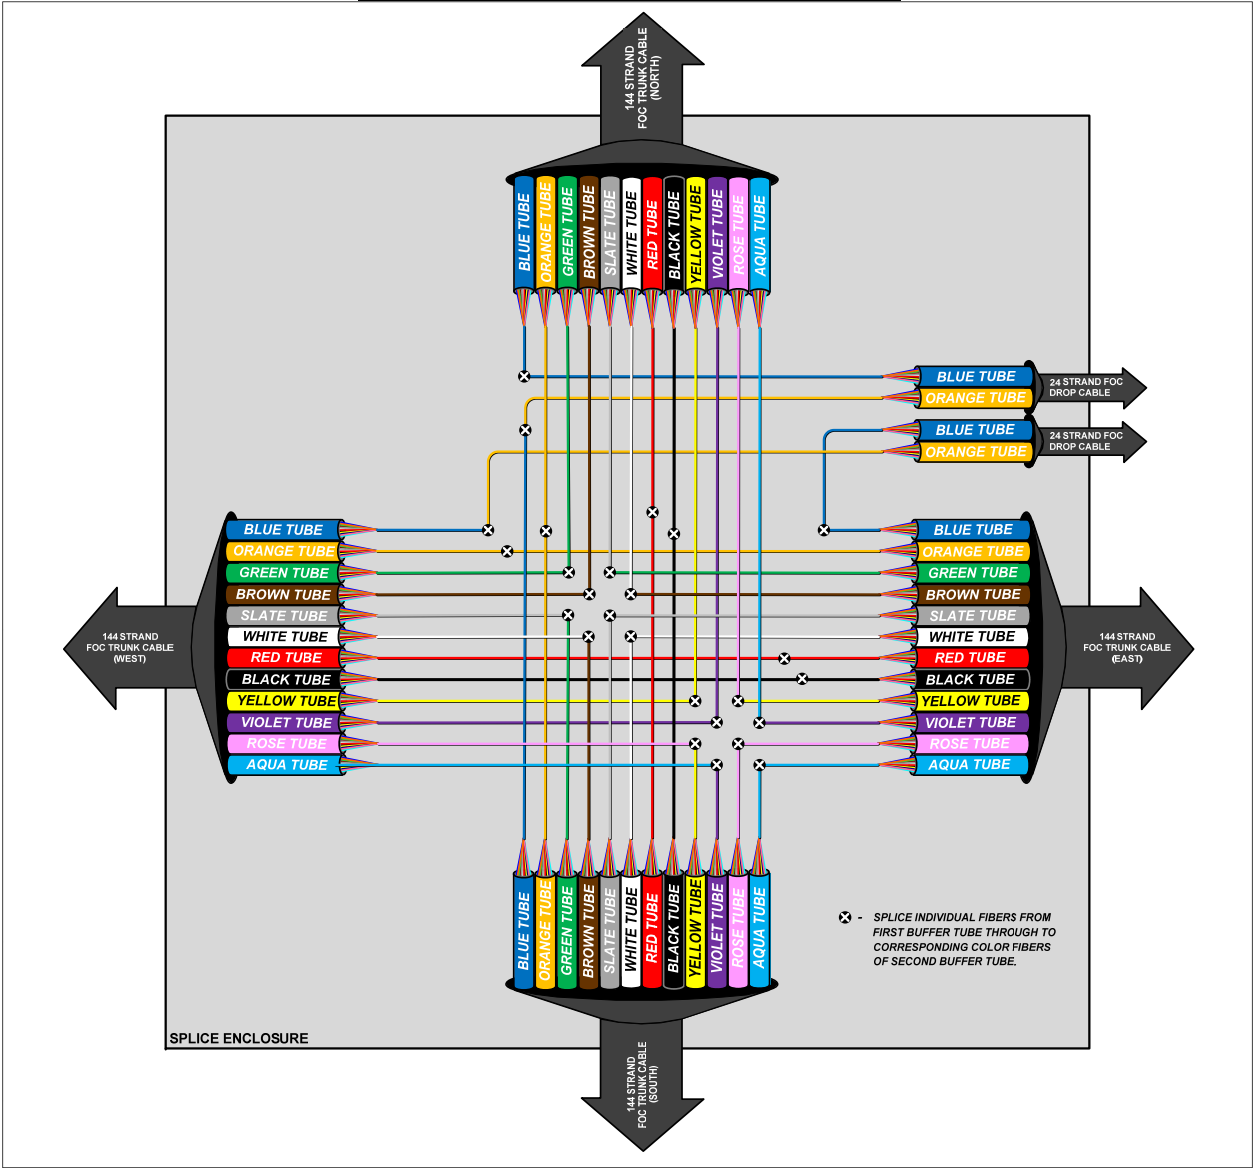 144 STRAND
FOC TRUNK CABLE
(NORTH)
BLUE TUBE
ORANGE TUBE
GREEN TUBE
BROWN TUBE
SLATE TUBE
WHITE TUBE
RED TUBE
BLACK TUBE
YELLOW TUBE
VIOLET TUBE
ROSE TUBE
AQUA TUBE
BLUE TUBE
ORANGE TUBE
24 STRAND FOC
DROP CABLE
BLUE TUBE
ORANGE TUBE
24 STRAND FOC
DROP CABLE
144 STRAND
FOC TRUNK CABLE
(WEST)
BLUE TUBE
ORANGE TUBE
GREEN TUBE
BROWN TUBE
SLATE TUBE
WHITE TUBE
RED TUBE
BLACK TUBE
YELLOW TUBE
VIOLET TUBE
ROSE TUBE
AQUA TUBE
BLUE TUBE
ORANGE TUBE
GREEN TUBE
BROWN TUBE
SLATE TUBE
WHITE TUBE
RED TUBE
BLACK TUBE
YELLOW TUBE
VIOLET TUBE
ROSE TUBE
AQUA TUBE
144 STRAND
FOC TRUNK CABLE
(EAST)
BLUE TUBE
ORANGE TUBE
GREEN TUBE
BROWN TUBE
SLATE TUBE
WHITE TUBE
RED TUBE
BLACK TUBE
YELLOW TUBE
VIOLET TUBE
ROSE TUBE
AQUA TUBE
- SPLICE INDIVIDUAL FIBERS FROM
FIRST BUFFER TUBE THROUGH TO
CORRESPONDING COLOR FIBERS
OF SECOND BUFFER TUBE.
SPLICE ENCLOSURE
144 STRAND
FOC TRUNK CABLE
(SOUTH)